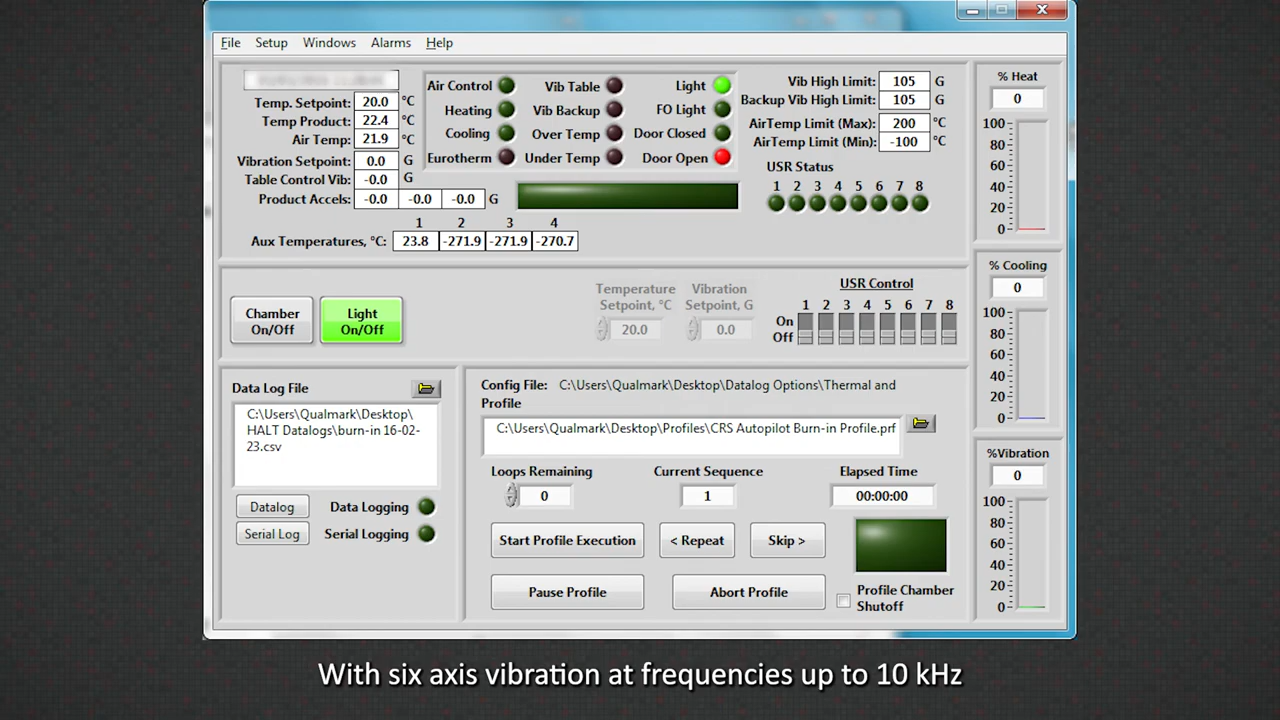 File Setup Windows Alarms Help
Temp. Setpoint: 20.0 °C
Temp Product: 22.4 °C
Air Temp: 21.9 °C
Vibration Setpoint: 0.0 G
Table Control Vib: -0.0 G
Product Accels: -0.0 -0.0 -0.0 G
1 2 3 4
Aux Temperatures, °C: 23.8 -271.9 -271.9 -270.7
Air Control Vib Table Light
Heating Vib Backup FO Light
Cooling Over Temp Door Closed
Eurotherm Under Temp Door Open
Vib High Limit: 105 G
Backup Vib High Limit: 105 G
AirTemp Limit (Max): 200 °C
AirTemp Limit (Min): -100 °C
USR Status
1 2 3 4 5 6 7 8
% Heat
0
100
80
60
40
20
0
Chamber
On/Off
Light
On/Off
Temperature
Setpoint, °C
20.0
Vibration
Setpoint, G
0.0
USR Control
1 2 3 4 5 6 7 8
On
Off
% Cooling
0
100
80
60
40
20
0
Data Log File
C:\Users\Qualmark\Desktop\
HALT Datalogs\burn-in 16-02-
23.csv
Datalog Data Logging
Serial Log Serial Logging
Config File: C:\Users\Qualmark\Desktop\Datalog Options\Thermal and
Profile
C:\Users\Qualmark\Desktop\Profiles\CRS Autopilot Burn-in Profile.prf
Loops Remaining Current Sequence Elapsed Time
0 1 00:00:00
Start Profile Execution < Repeat Skip >
Pause Profile Abort Profile
Profile Chamber
Shutoff
%Vibration
0
100
80
60
40
20
0
With six axis vibration at frequencies up to 10 kHz